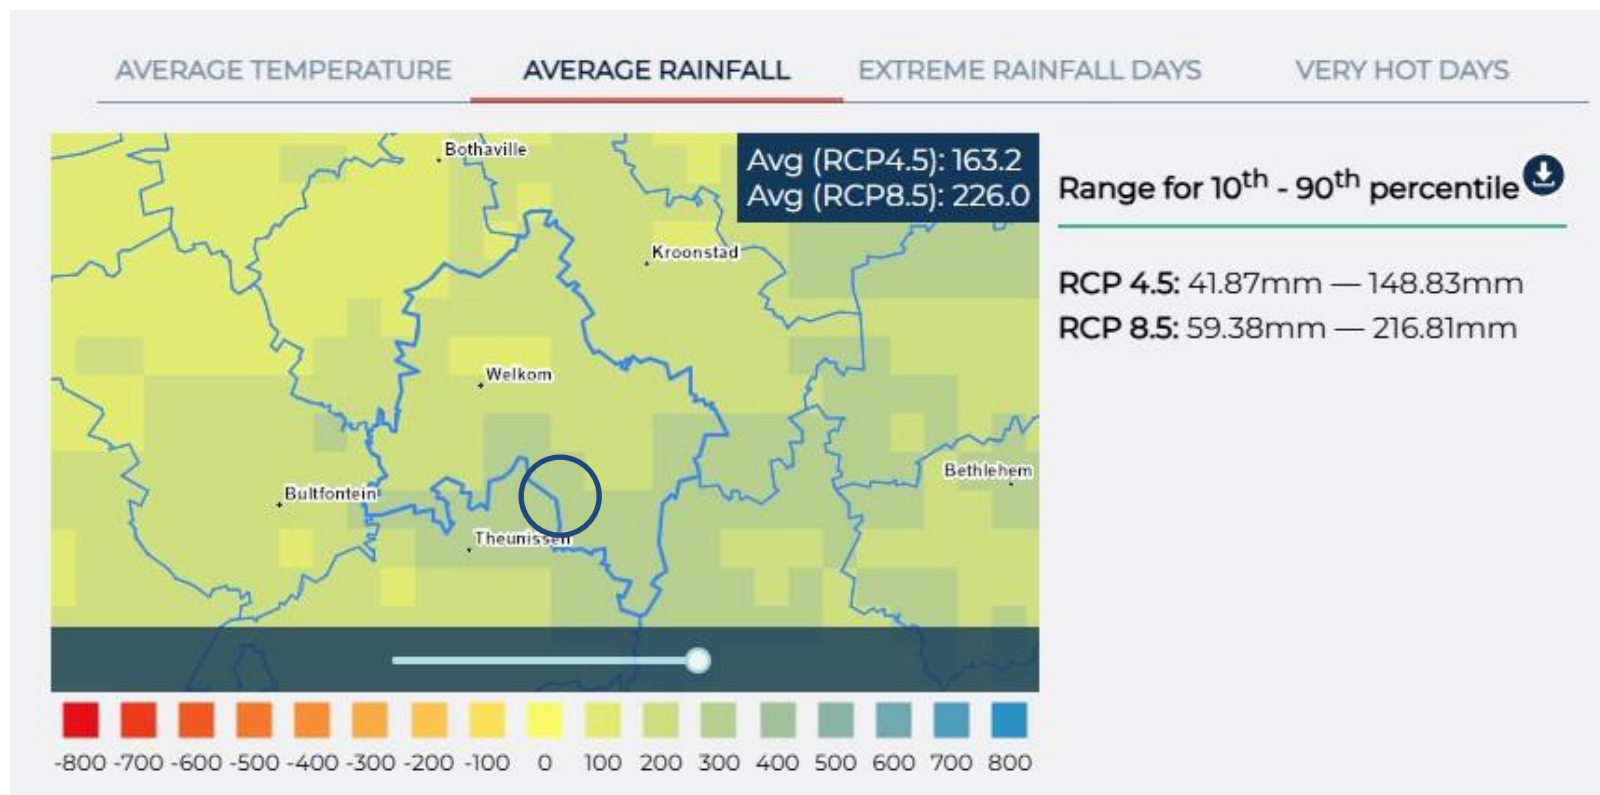 AVERAGE TEMPERATURE AVERAGE RAINFALL EXTREME RAINFALL DAYS VERY HOT DAYS
Bothaville
Avg (RCP4.5): 163.2
Avg (RCP8.5): 226.0
Range for 10th - 90th percentile
Kroonstad
RCP 4.5: 41.87mm — 148.83mm
RCP 8.5: 59.38mm — 216.81mm
Welkom
Bethlehem
Bultfontein
Theunissen
-800 -700 -600 -500 -400 -300 -200 -100 0 100 200 300 400 500 600 700 800